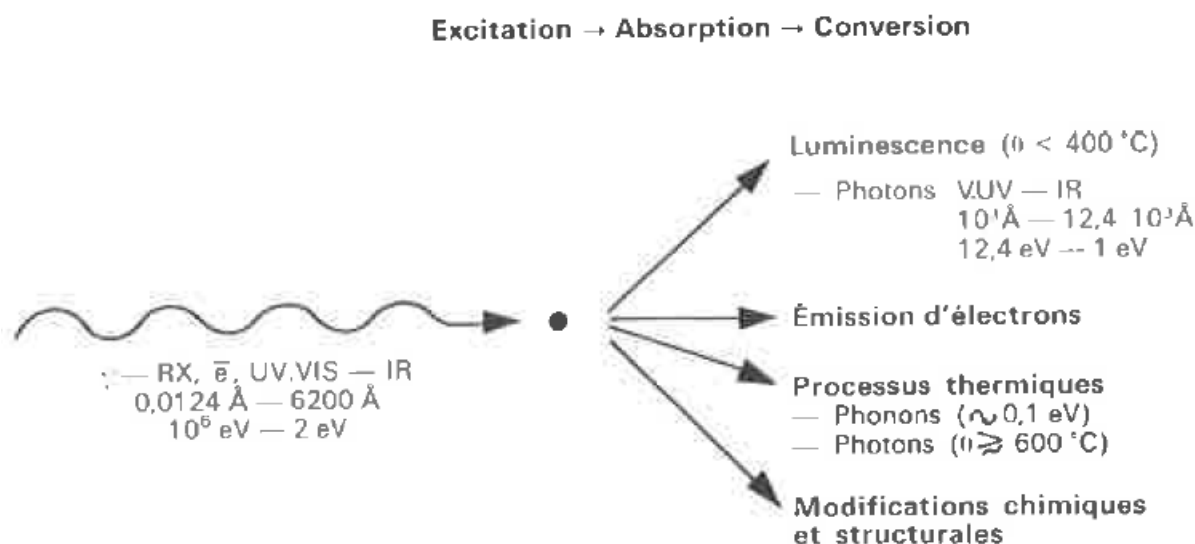 Excitation → Absorption → Conversion
Luminescence (θ < 400 °C)
— Photons V.UV — IR
10³Å — 12,4 10³Å
12,4 eV --- 1 eV
Émission d'électrons
— RX, e̅, UV.VIS — IR
0,0124 Å — 6200 Å
10⁶ eV — 2 eV
Processus thermiques
— Phonons (~ 0,1 eV)
— Photons (θ ⩾ 600 °C)
Modifications chimiques
et structurales